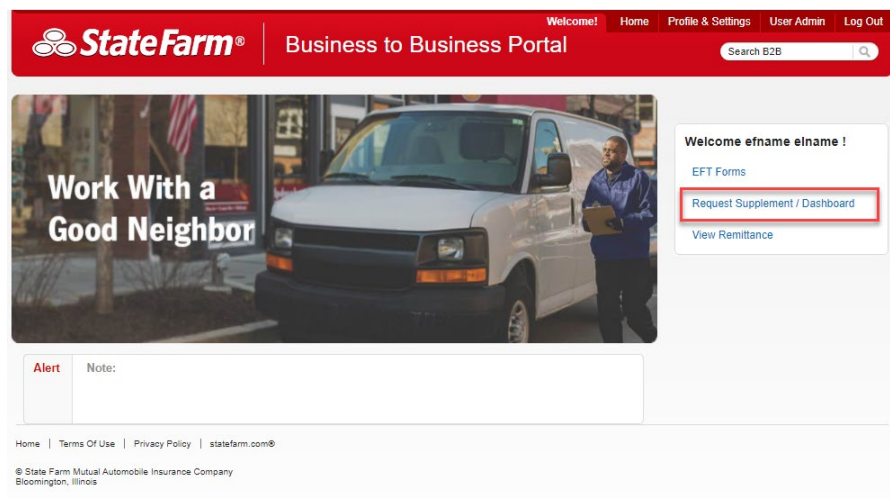 Welcome! Home Profile & Settings User Admin Log Out
StateFarm®
Business to Business Portal
Search B2B
Work With a
Good Neighbor
Welcome efname elname !
EFT Forms
Request Supplement / Dashboard
View Remittance
Alert Note:
Home | Terms Of Use | Privacy Policy | statefarm.com®
© State Farm Mutual Automobile Insurance Company
Bloomington, Illinois